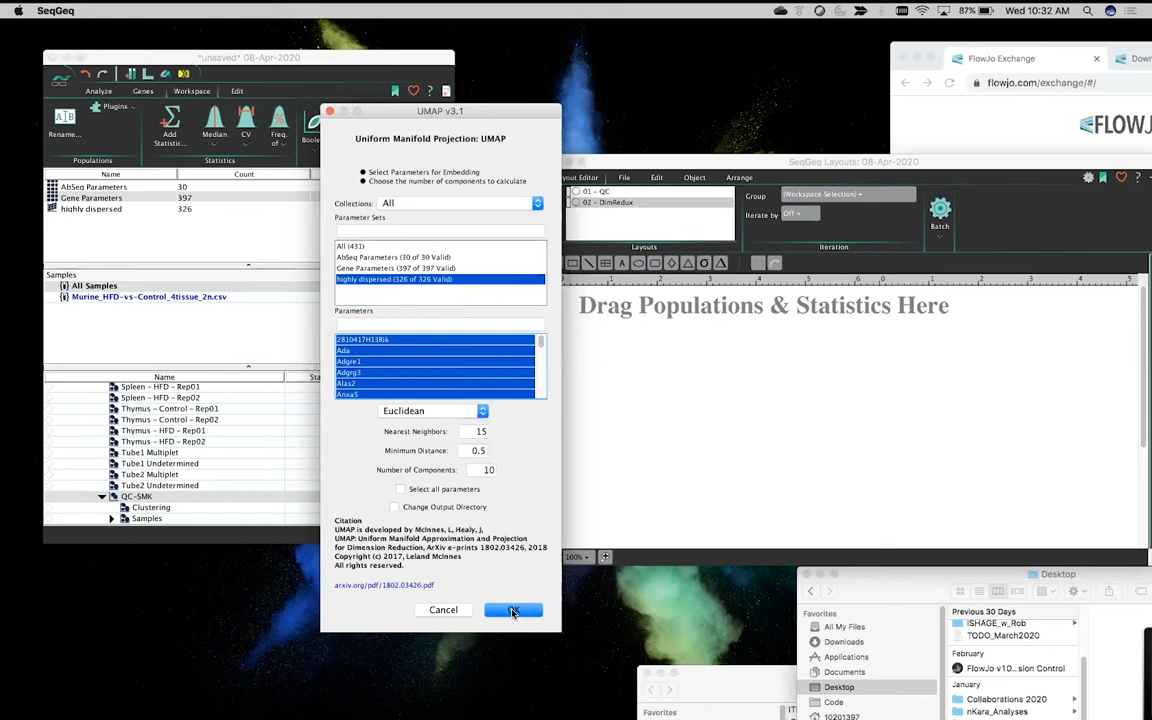 SeqGeq
87%
Wed 10:32 AM
*unsaved* 08-Apr-2020
Analyze
Genes
Workspace
Edit
Rename...
Plugins
Add
Statistic...
Median
CV
Freq.
of
Populations
Statistics
Name
Count
AbSeq Parameters
30
Gene Parameters
397
highly dispersed
326
Samples
All Samples
Murine_HFD-vs-Control_4tissue_2n.csv
Name
Spleen - HFD - Rep01
Spleen - HFD - Rep02
Thymus - Control - Rep01
Thymus - Control - Rep02
Thymus - HFD - Rep01
Thymus - HFD - Rep02
Tube1 Multiplet
Tube1 Undetermined
Tube2 Multiplet
Tube2 Undetermined
QC-SMK
Clustering
Samples
UMAP v3.1
Uniform Manifold Projection: UMAP
Select Parameters for Embedding
Choose the number of components to calculate
Collections:
All
Parameter Sets
All (431)
AbSeq Parameters (30 of 30 Valid)
Gene Parameters (397 of 397 Valid)
highly dispersed (326 of 326 Valid)
Parameters
2810417H13Rik
Ada
Adgre1
Adgrg3
Alas2
Anxa5
Euclidean
Nearest Neighbors:
15
Minimum Distance:
0.5
Number of Components:
10
Select all parameters
Change Output Directory
Citation
UMAP is developed by McInnes, L, Healy, J,
UMAP: Uniform Manifold Approximation and Projection
for Dimension Reduction, ArXiv e-prints 1802.03426, 2018
Copyright (c) 2017, Leland McInnes
All rights reserved.
arxiv.org/pdf/1802.03426.pdf
Cancel
OK
FlowJo Exchange
flowjo.com/exchange/#/
SeqGeq Layouts: 08-Apr-2020
File
Edit
Object
Arrange
01 - QC
02 - DimRedux
Layouts
Group
(Workspace Selection)
Iterate by
Off
Iteration
Batch
1
2
3
4
5
Drag Populations & Statistics Here
100%
Desktop
Favorites
All My Files
Downloads
Applications
Documents
Desktop
Code
10201397
Previous 30 Days
ISHAGE_w_Rob
TODO_March2020
February
FlowJo v10...sion Control
January
Collaborations 2020
nKara_Analyses
Favorites